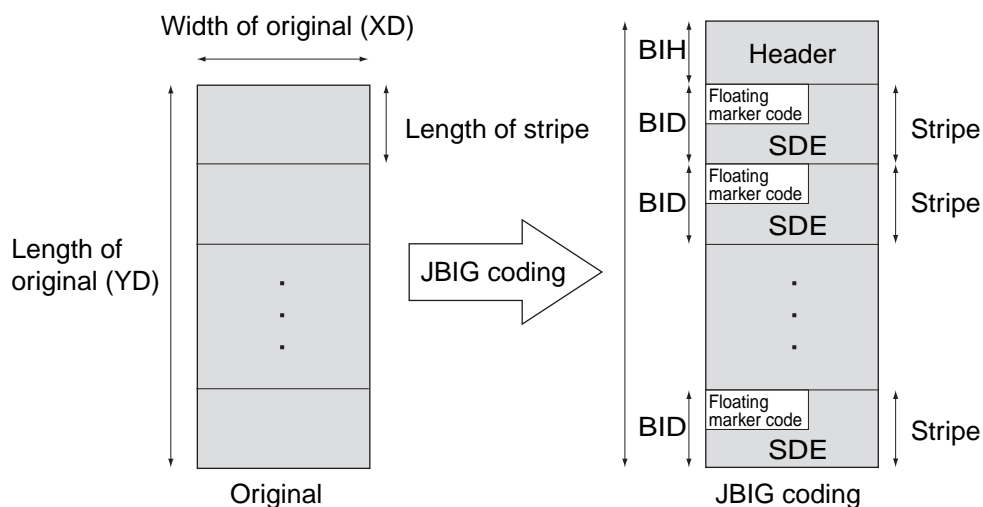 Width of original (XD)
Length of stripe
Length of
original (YD)
Original
JBIG coding
BIH
Header
BID
Floating
marker code
SDE
Stripe
BID
Floating
marker code
SDE
Stripe
BID
Floating
marker code
SDE
Stripe
JBIG coding